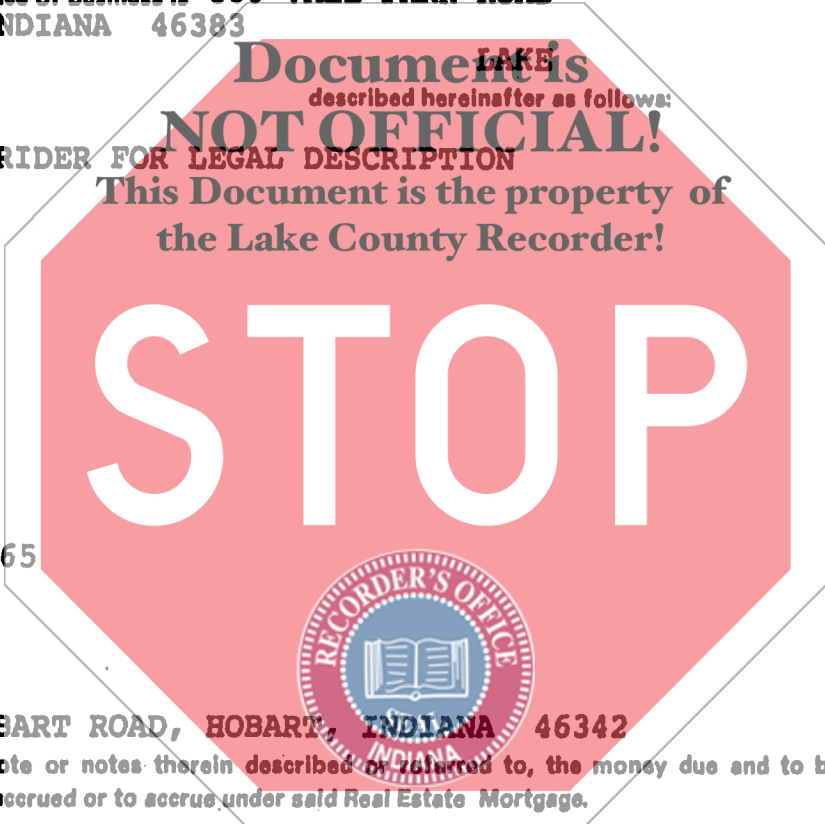 NDIANA 46383
Document is
LAKE
described hereinafter as follows:
NOT OFFICIAL!
RIDER FOR LEGAL DESCRIPTION
This Document is the property of
the Lake County Recorder!
STOP
65
RECORDER'S OFFICE
SEAL
INDIANA
BART ROAD, HOBART, INDIANA 46342
ote or notes therein described or referred to, the money due and to b
ccrued or to accrue under said Real Estate Mortgage.